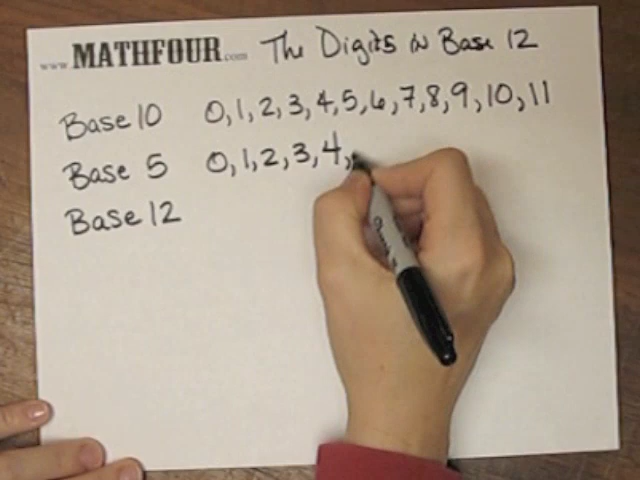 www.MATHFOUR.com The Digits in Base 12
Base 10 0, 1, 2, 3, 4, 5, 6, 7, 8, 9, 10, 11
Base 5 0, 1, 2, 3, 4,
Base 12